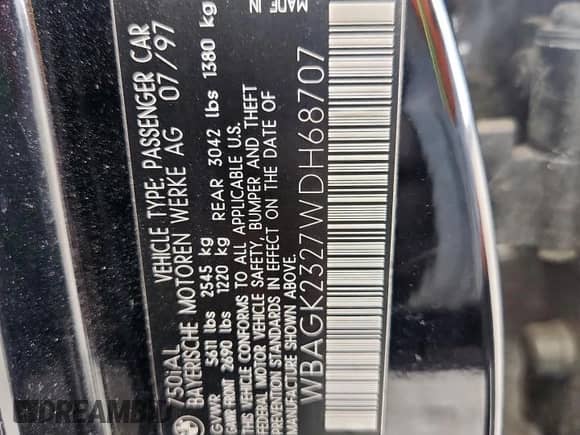 750iAL
VEHICLE TYPE: PASSENGER CAR
BAYERISCHE MOTOREN WERKE AG 07/97
GVWR 5611 lbs 2545 kg
GAWR FRONT 2690 lbs 1220 kg REAR 3042 lbs 1380 kg
THIS VEHICLE CONFORMS TO ALL APPLICABLE U.S.
FEDERAL MOTOR VEHICLE SAFETY, BUMPER AND THEFT
PREVENTION STANDARDS IN EFFECT ON THE DATE OF
MANUFACTURE SHOWN ABOVE.
WBAGK2327WDH68707
MADE IN
DREAMBID